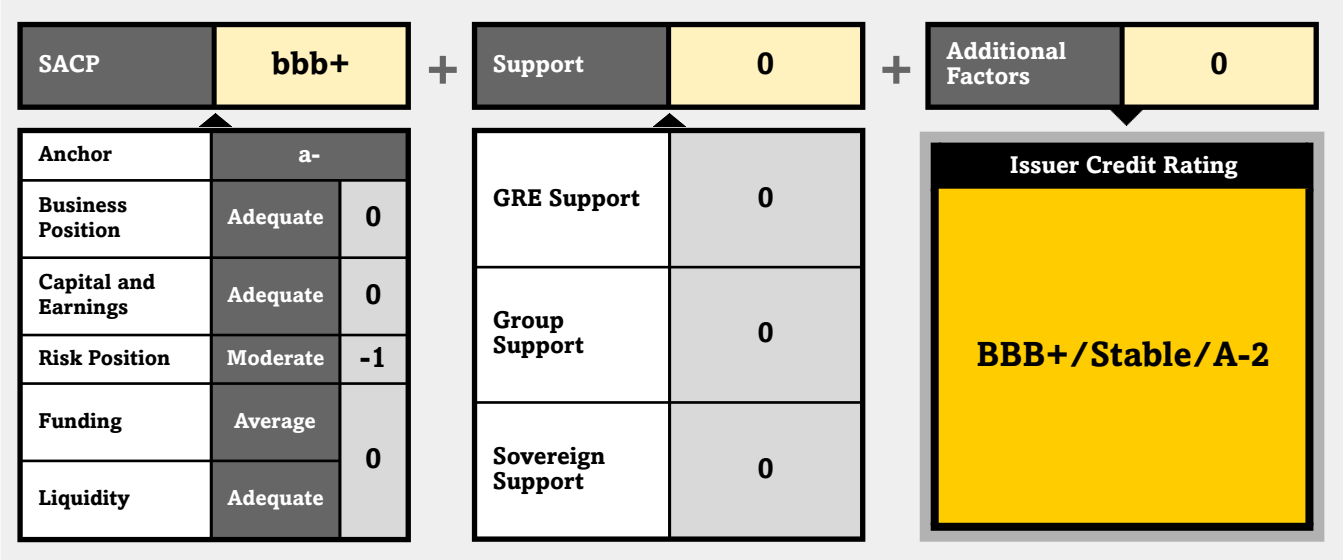 SACP
bbb+
+
Support
0
+
Additional
Factors
0
Anchor
a-
Business
Position
Adequate
0
Capital and
Earnings
Adequate
0
Risk Position
Moderate
-1
Funding
Average
0
Liquidity
Adequate
GRE Support
0
Group
Support
0
Sovereign
Support
0
Issuer Credit Rating
BBB+/Stable/A-2